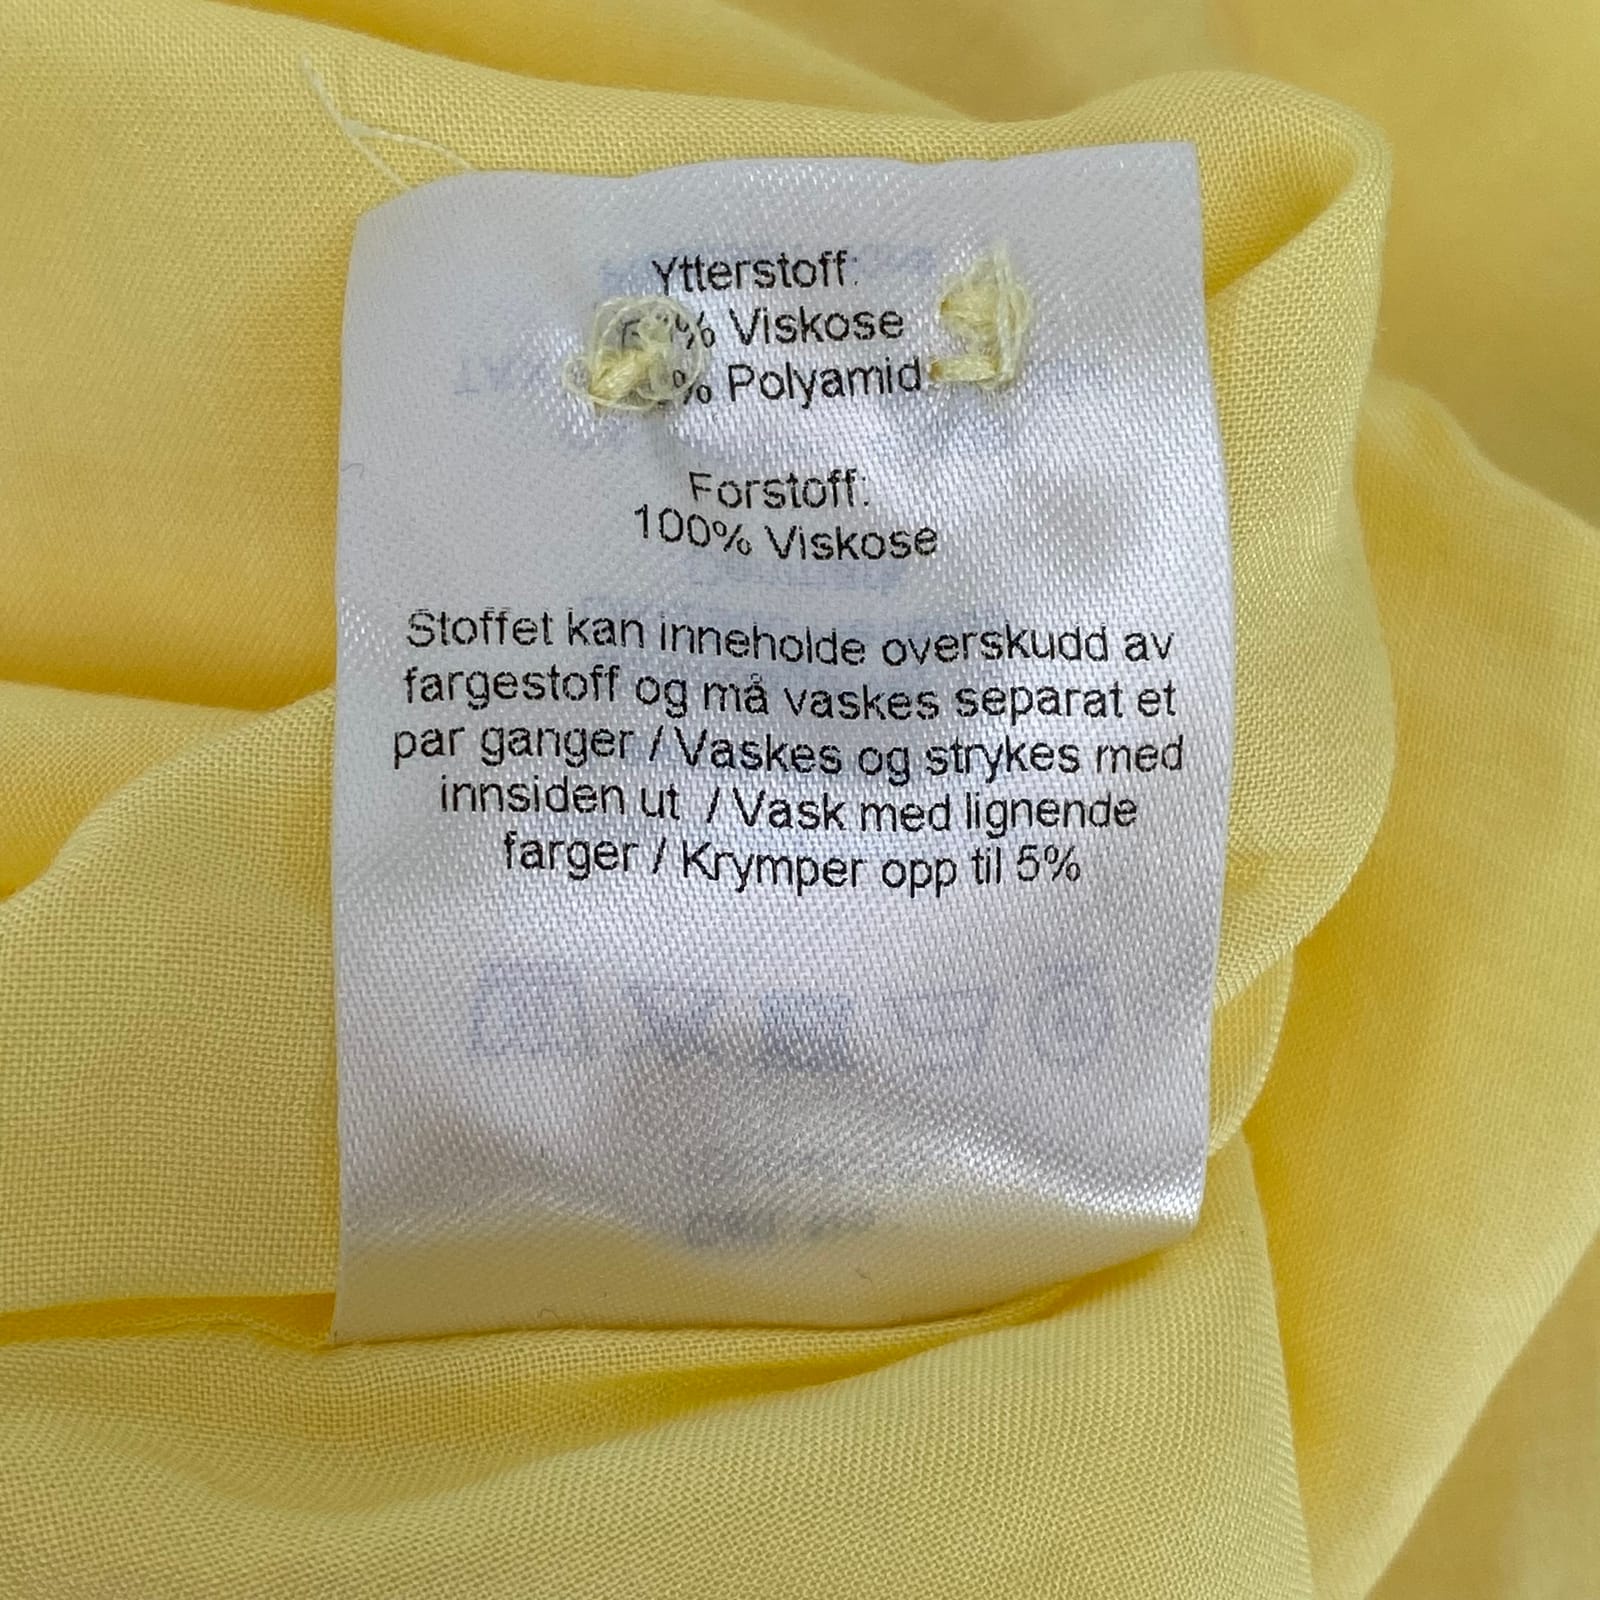 Ytterstoff:
% Viskose
% Polyamid
Forstoff:
100% Viskose
Stoffet kan inneholde overskudd av
fargestoff og må vaskes separat et
par ganger / Vaskes og strykes med
innsiden ut / Vask med lignende
farger / Krymper opp til 5%